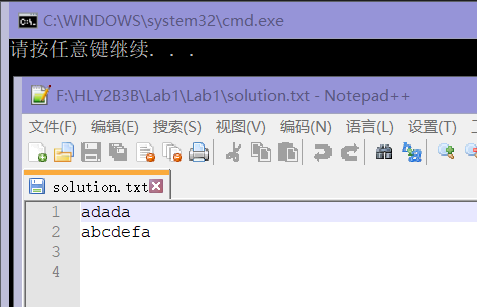 C:\WINDOWS\system32\cmd.exe
请按任意键继续. . .
F:\HLY2B3B\Lab1\Lab1\solution.txt - Notepad++
文件(F) 编辑(E) 搜索(S) 视图(V) 编码(N) 语言(L) 设置(T)
solution.txt
1 adada
2 abcdefa
3
4